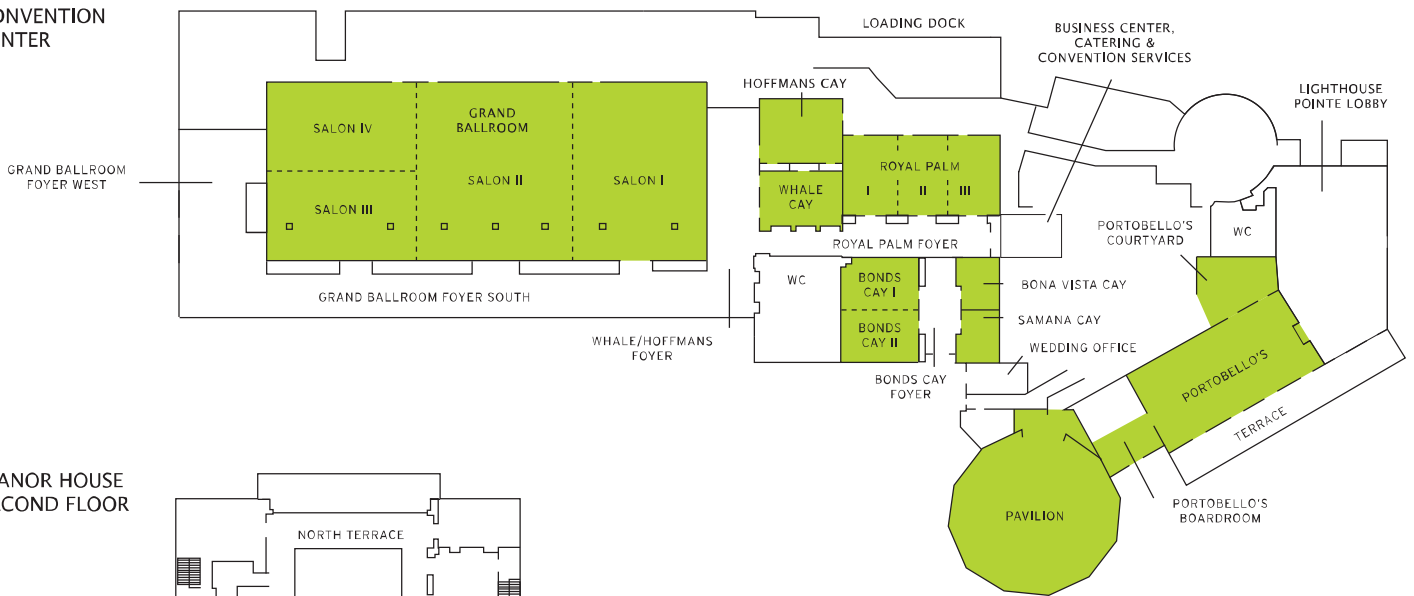 ONVENTION
NTER
LOADING DOCK
BUSINESS CENTER,
CATERING &
CONVENTION SERVICES
HOFFMANS CAY
LIGHTHOUSE
POINTE LOBBY
GRAND
BALLROOM
SALON IV
GRAND BALLROOM
FOYER WEST
SALON II
SALON I
ROYAL PALM
I
II
III
WHALE
CAY
SALON III
PORTOBELLO'S
COURTYARD
WC
ROYAL PALM FOYER
WC
BONDS
CAY I
BONA VISTA CAY
GRAND BALLROOM FOYER SOUTH
SAMANA CAY
BONDS
CAY II
WHALE/HOFFMANS
FOYER
WEDDING OFFICE
BONDS CAY
FOYER
PORTOBELLO'S
TERRACE
ANOR HOUSE
COND FLOOR
PORTOBELLO'S
BOARDROOM
PAVILION
NORTH TERRACE